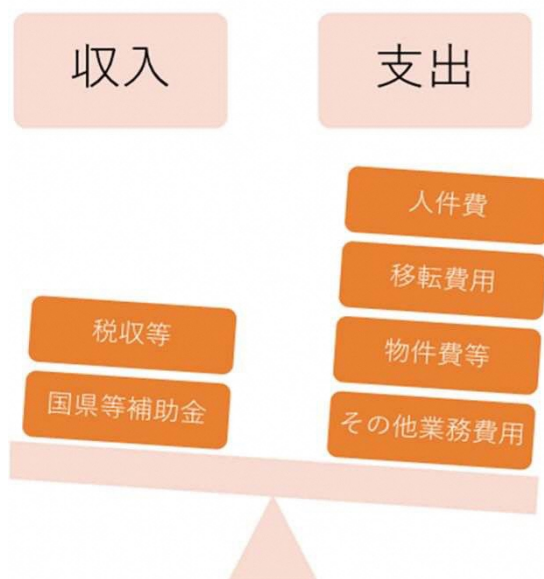 収入
支出
人件費
移転費用
物件費等
その他業務費用
税収等
国県等補助金